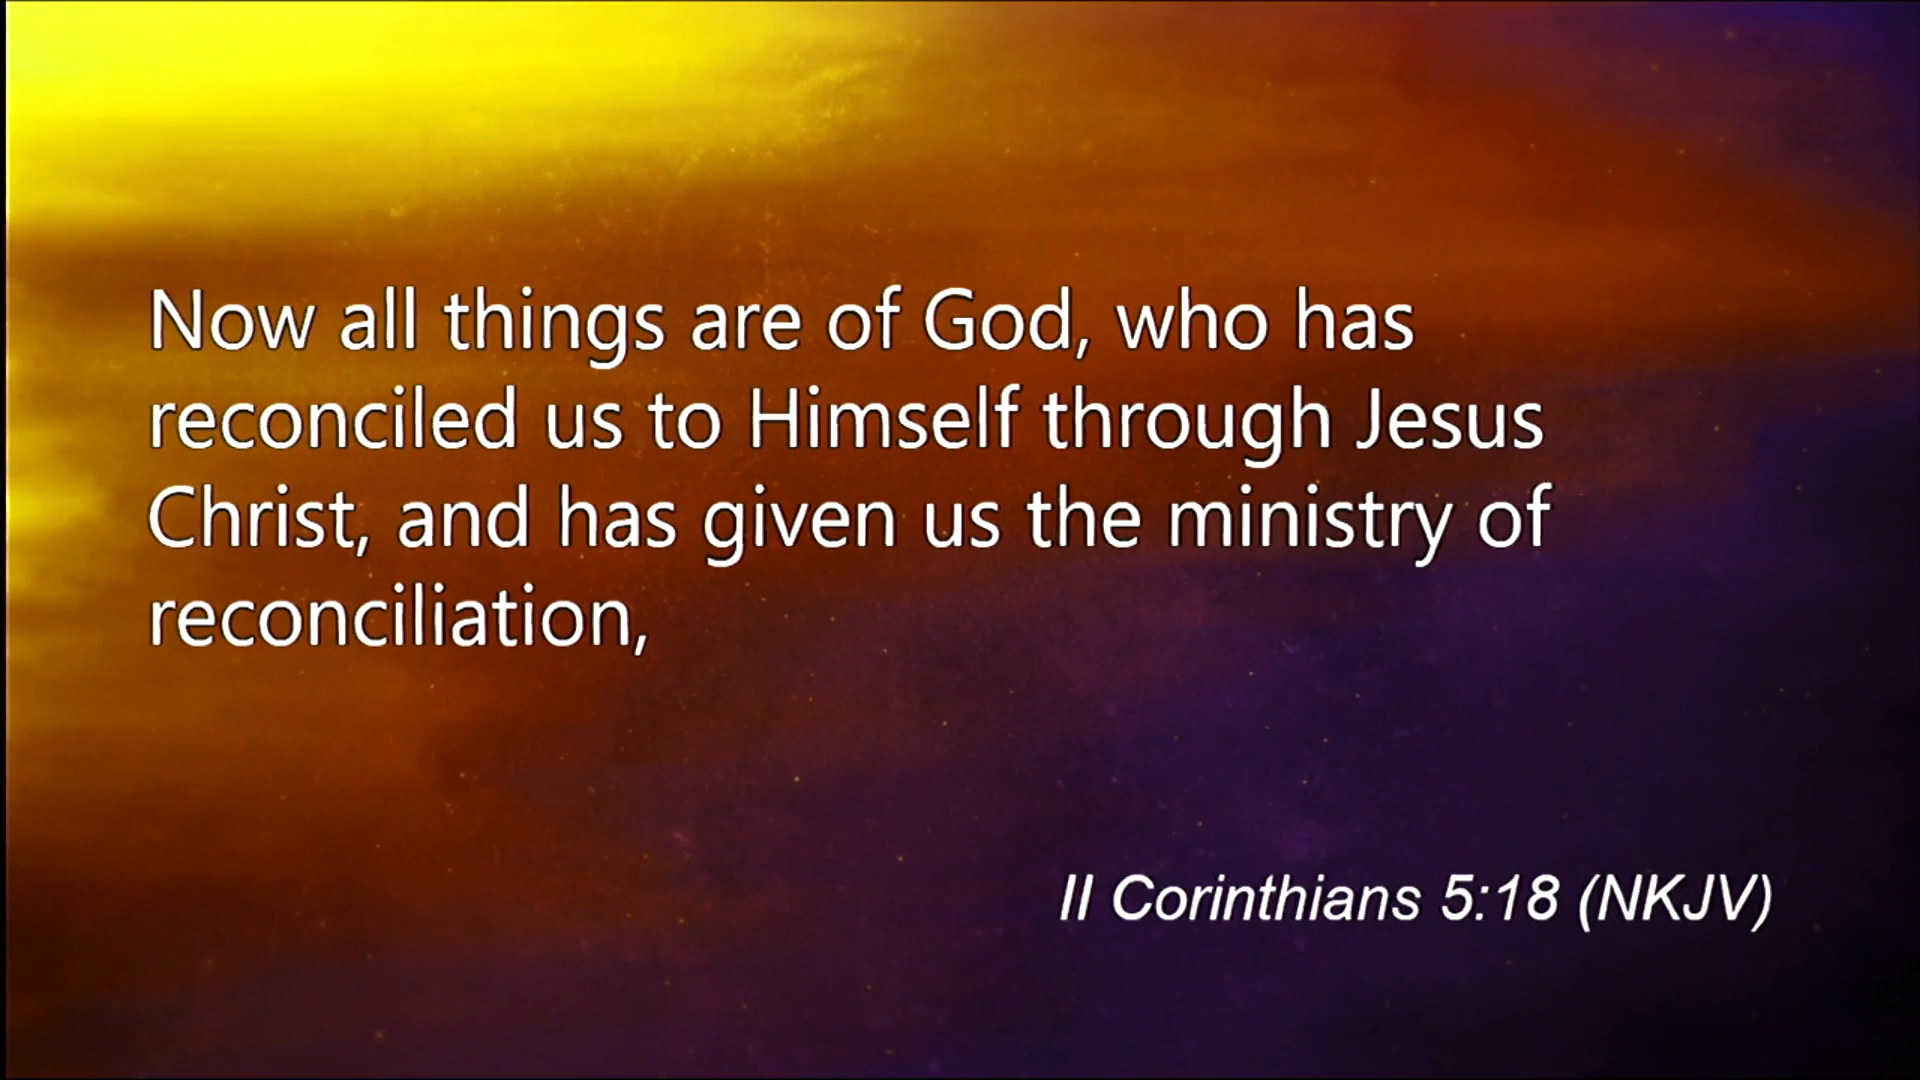 Now all things are of God, who has
reconciled us to Himself through Jesus
Christ, and has given us the ministry of
reconciliation,
II Corinthians 5:18 (NKJV)